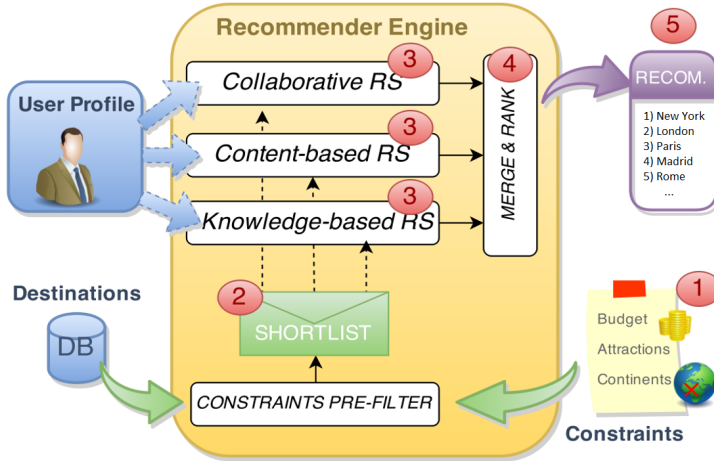 Recommender Engine
User Profile
Collaborative RS
3
Content-based RS
3
Knowledge-based RS
3
4
MERGE & RANK
5
RECOM.
1) New York
2) London
3) Paris
4) Madrid
5) Rome
...
Destinations
DB
2
SHORTLIST
CONSTRAINTS PRE-FILTER
1
Budget
Attractions
Continents
Constraints